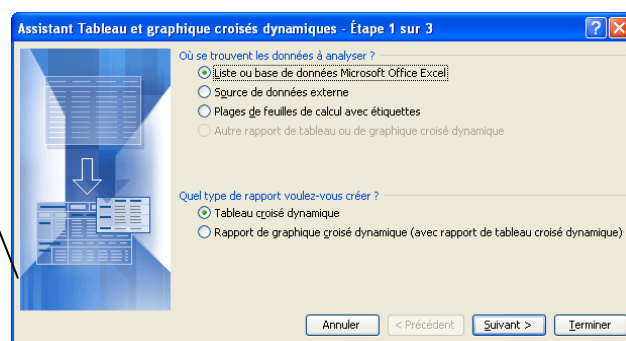 Assistant Tableau et graphique croisés dynamiques - Étape 1 sur 3
Où se trouvent les données à analyser ?
Liste ou base de données Microsoft Office Excel
Source de données externe
Plages de feuilles de calcul avec étiquettes
Autre rapport de tableau ou de graphique croisé dynamique
Quel type de rapport voulez-vous créer ?
Tableau croisé dynamique
Rapport de graphique croisé dynamique (avec rapport de tableau croisé dynamique)
Annuler < Précédent Suivant > Terminer